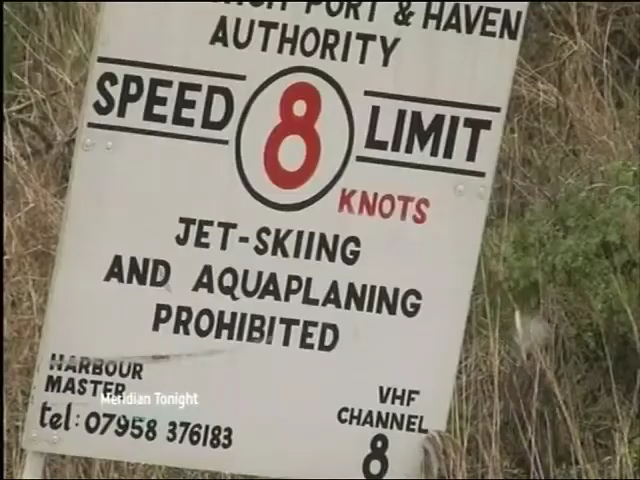 PORT & HAVEN
AUTHORITY
SPEED 8 LIMIT
KNOTS
JET-SKIING
AND AQUAPLANING
PROHIBITED
HARBOUR
MASTER
tel: 07958 376183
VHF
CHANNEL
8
Meridian Tonight